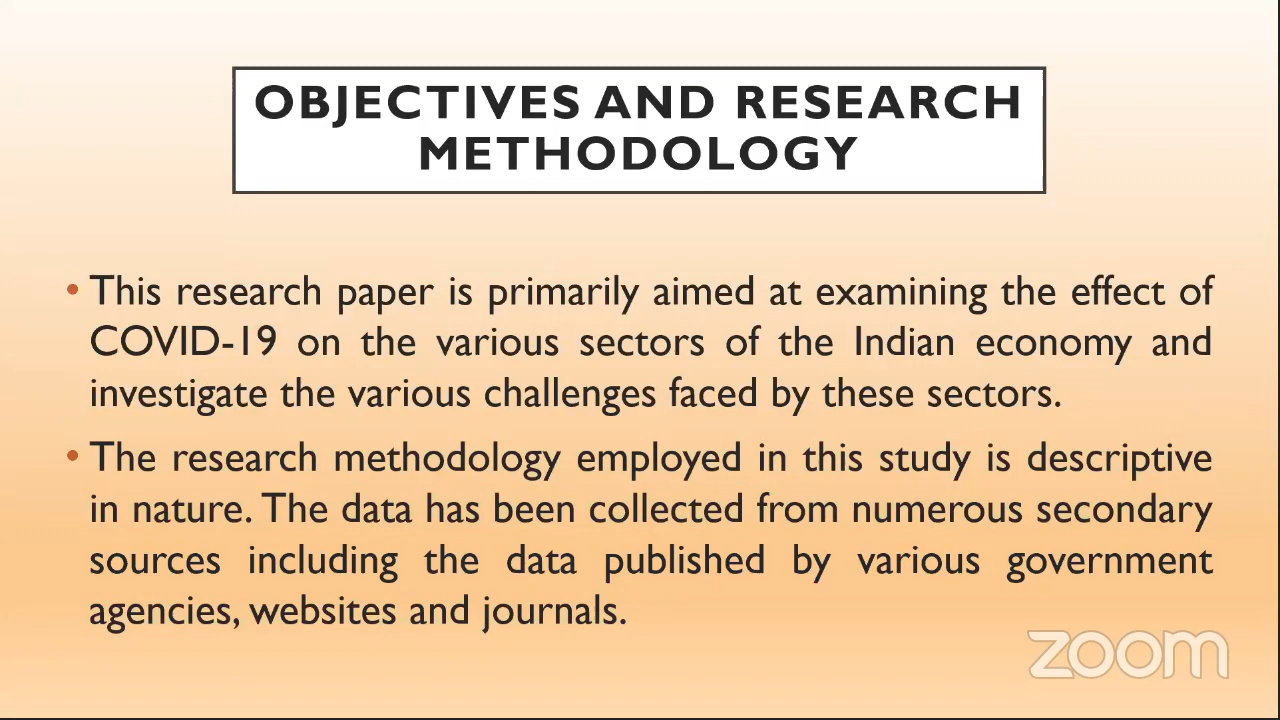 OBJECTIVES AND RESEARCH
METHODOLOGY
• This research paper is primarily aimed at examining the effect of
COVID-19 on the various sectors of the Indian economy and
investigate the various challenges faced by these sectors.
• The research methodology employed in this study is descriptive
in nature. The data has been collected from numerous secondary
sources including the data published by various government
agencies, websites and journals.
zoom